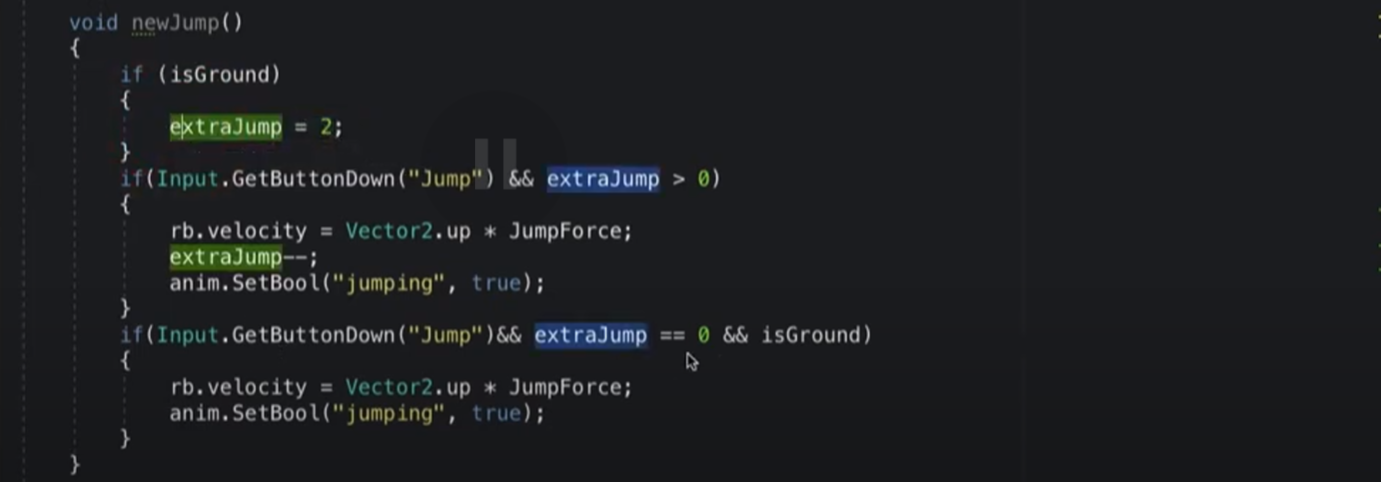 void newJump()
{
if (isGround)
{
extraJump = 2;
}
if(Input.GetButtonDown("Jump") && extraJump > 0)
{
rb.velocity = Vector2.up * JumpForce;
extraJump--;
anim.SetBool("jumping", true);
}
if(Input.GetButtonDown("Jump")&& extraJump == 0 && isGround)
{
rb.velocity = Vector2.up * JumpForce;
anim.SetBool("jumping", true);
}
}